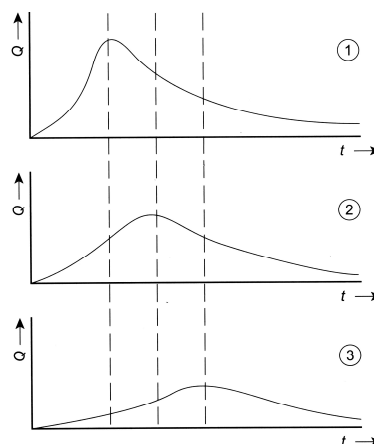 Q →
①
t →
Q →
②
t →
Q →
③
t →